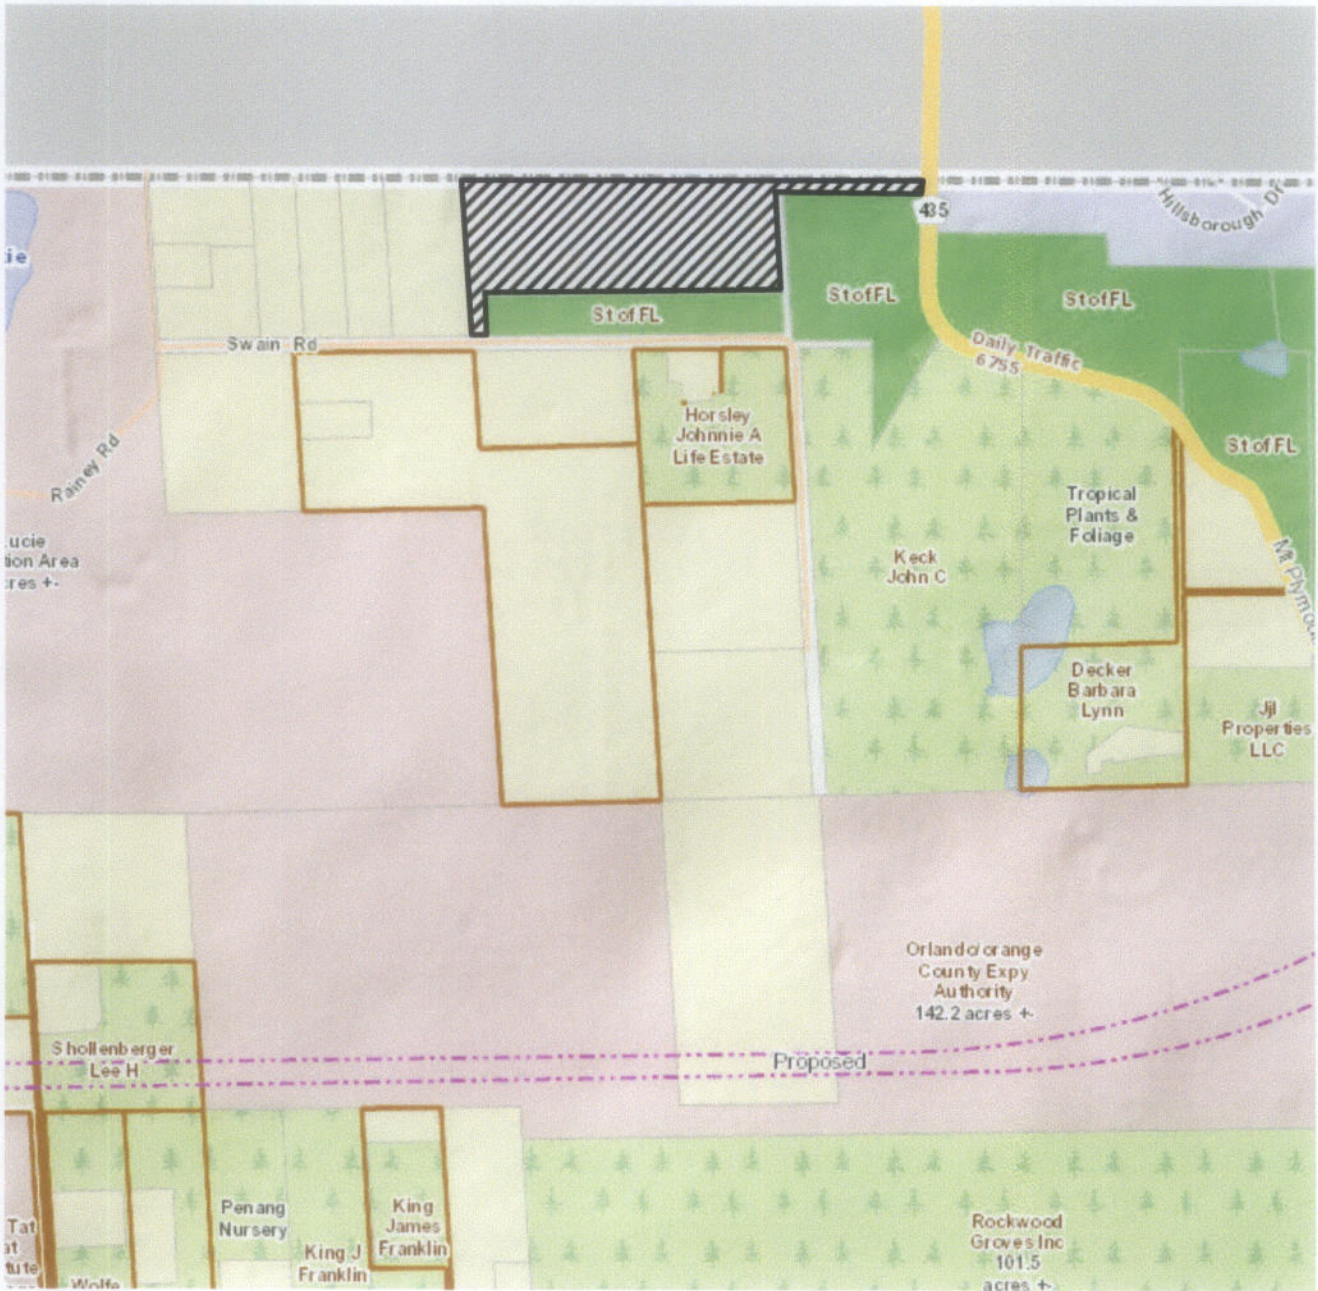 435
Hillsborough Dr
ie
St of FL
St of FL
St of FL
Swain Rd
Daily Traffic
6755
Horsley
Johnnie A
Life Estate
St of FL
Rainey Rd
Tropical
Plants &
Foliage
ucie
tion Area
cres +-
Keck
John C
Mt Plymou
Decker
Barbara
Lynn
Jjl
Properties
LLC
Orlando/orange
County Expy
Authority
142.2 acres +-
Shollenberger
Lee H
Proposed
Penang
Nursery
King
James
Franklin
King J
Franklin
Tat
at
tute
Wolfe
Rockwood
Groves Inc
101.5
acres +-